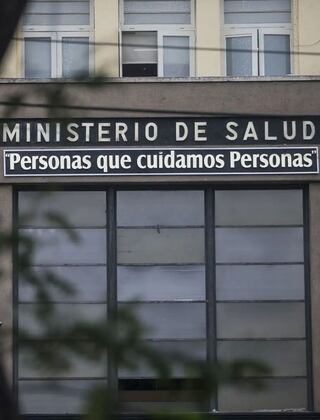 MINISTERIO DE SALUD
"Personas que cuidamos Personas"